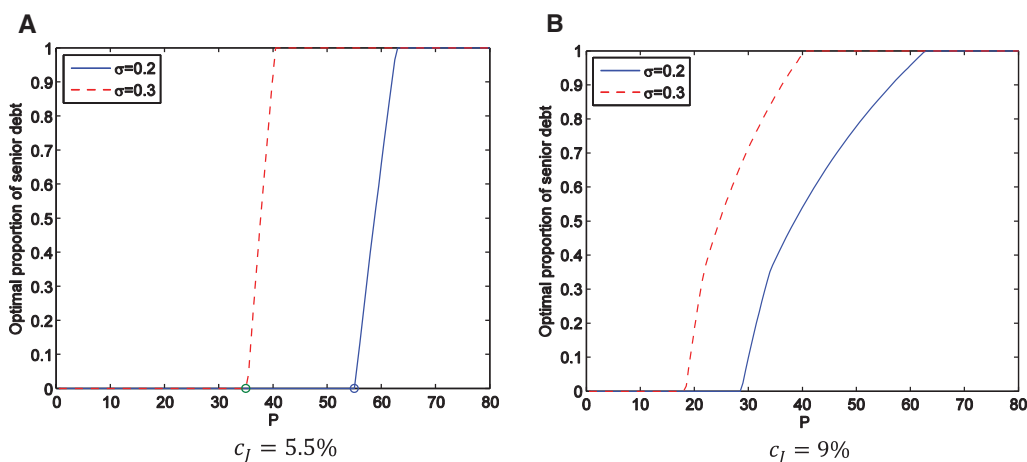 A
Optimal proportion of senior debt
1
0.9
0.8
0.7
0.6
0.5
0.4
0.3
0.2
0.1
0
σ=0.2
σ=0.3
0 10 20 30 40 50 60 70 80
P
c_J = 5.5%
B
Optimal proportion of senior debt
1
0.9
0.8
0.7
0.6
0.5
0.4
0.3
0.2
0.1
0
σ=0.2
σ=0.3
0 10 20 30 40 50 60 70 80
P
c_J = 9%